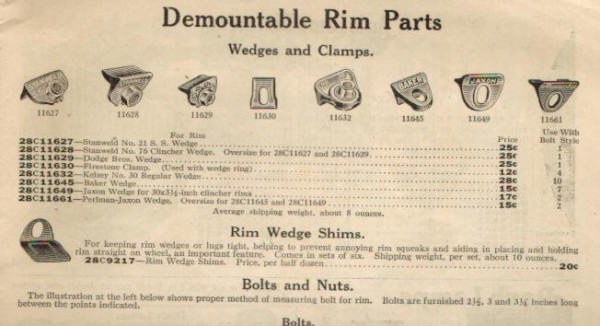 Demountable Rim Parts
Wedges and Clamps.
BAKER
JAXON
11627 11628 11629 11630 11632 11645 11649 11661
For Rim Price Use With Bolt Style
28C11627—Stanweld No. 21 S. S. Wedge 25¢ 1
28C11628—Stanweld No. 76 Clincher Wedge. Oversize for 28C11627 and 28C11629 25¢ 1
28C11629—Dodge Bros. Wedge 25¢ 1
28C11630—Firestone Clamp. (Used with wedge ring) 12¢ 4
28C11632—Kelsey No. 30 Regular Wedge 28¢ 10
28C11645—Baker Wedge 15¢ 7
28C11649—Jaxon Wedge for 30x3½-inch clincher rims 17¢ 2
28C11661—Perlman-Jaxon Wedge. Oversize for 28C11645 and 28C11649 15¢ 2
Average shipping weight, about 8 ounces.
Rim Wedge Shims.
For keeping rim wedges or lugs tight, helping to prevent annoying rim squeaks and aiding in placing and holding
rim straight on wheel, an important feature. Comes in sets of six. Shipping weight, per set, about 10 ounces.
28C9217—Rim Wedge Shims. Price, per half dozen 20¢
Bolts and Nuts.
The illustration at the left below shows proper method of measuring bolt for rim. Bolts are furnished 2½, 3 and 3¼ inches long
between the points indicated.
Bolts.